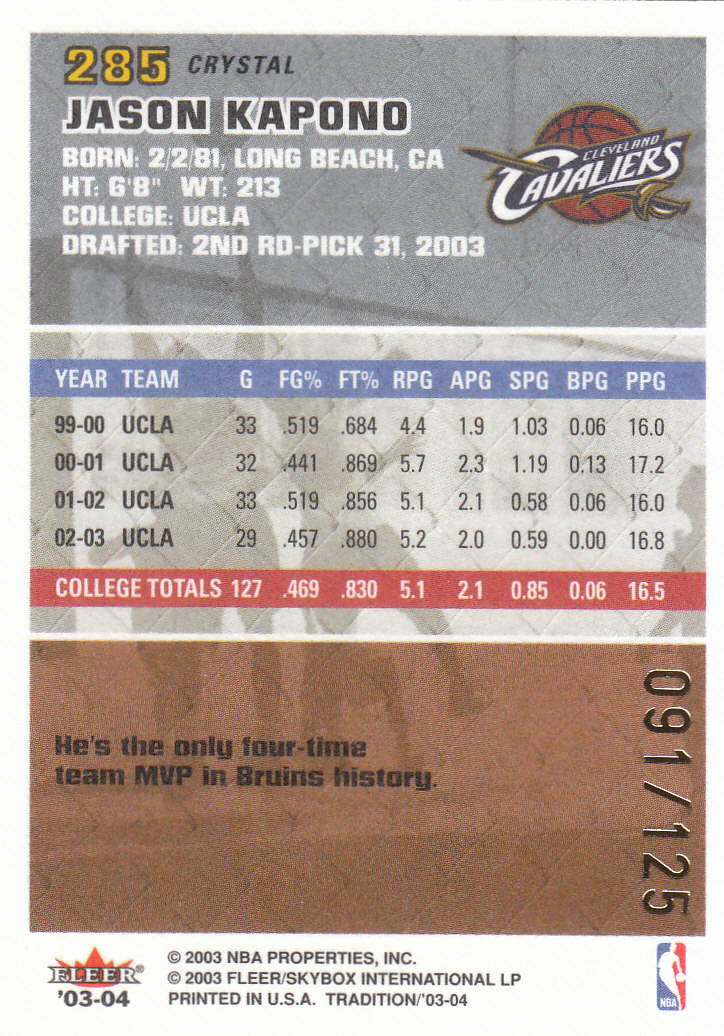 285 CRYSTAL
JASON KAPONO
BORN: 2/2/81, LONG BEACH, CA
HT: 6'8" WT: 213
COLLEGE: UCLA
DRAFTED: 2ND RD-PICK 31, 2003
CLEVELAND
CAVALIERS
YEAR TEAM G FG% FT% RPG APG SPG BPG PPG
99-00 UCLA 33 .519 .684 4.4 1.9 1.03 0.06 16.0
00-01 UCLA 32 .441 .869 5.7 2.3 1.19 0.13 17.2
01-02 UCLA 33 .519 .856 5.1 2.1 0.58 0.06 16.0
02-03 UCLA 29 .457 .880 5.2 2.0 0.59 0.00 16.8
COLLEGE TOTALS 127 .469 .830 5.1 2.1 0.85 0.06 16.5
He's the only four-time
team MVP in Bruins history.
091/125
FLEER®
'03-04
© 2003 NBA PROPERTIES, INC.
© 2003 FLEER/SKYBOX INTERNATIONAL LP
PRINTED IN U.S.A. TRADITION/'03-04
NBA